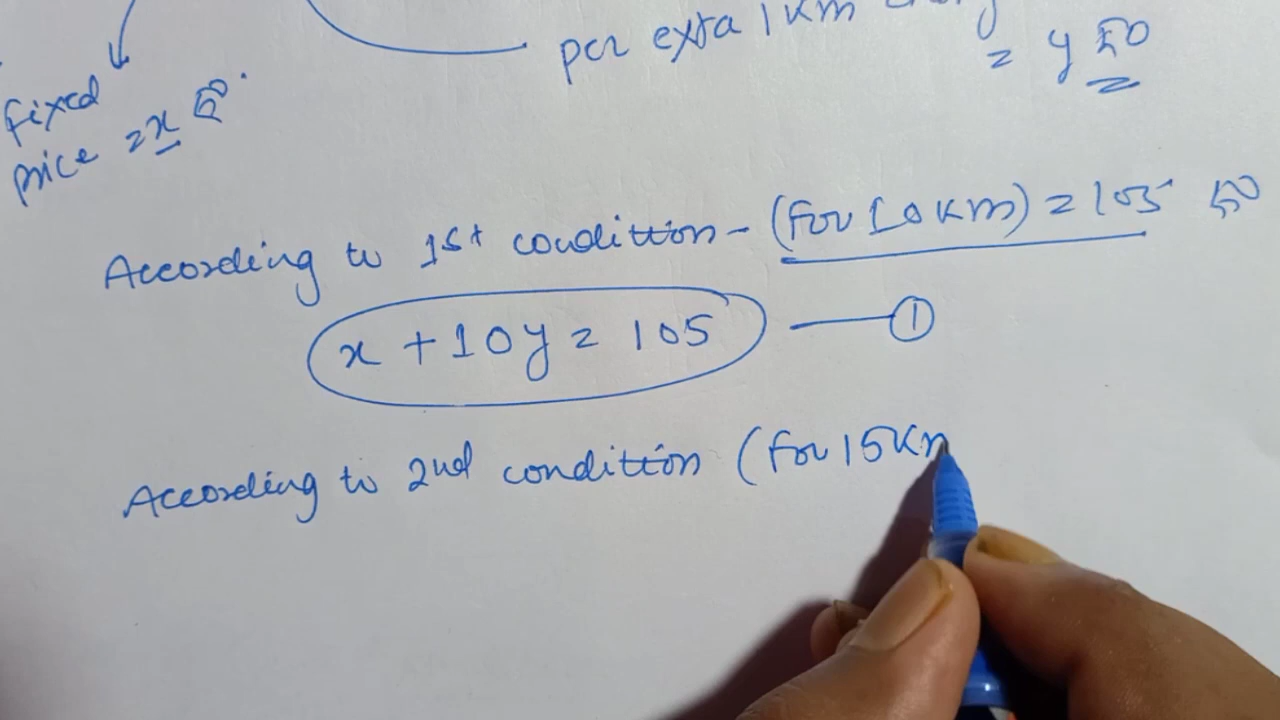 per extra 1 Km
= y ₹
fixed
price = x ₹
According to 1st condition - (for 10 Km) = 105 ₹
x + 10y = 105 — ①
According to 2nd condition (for 15 Km